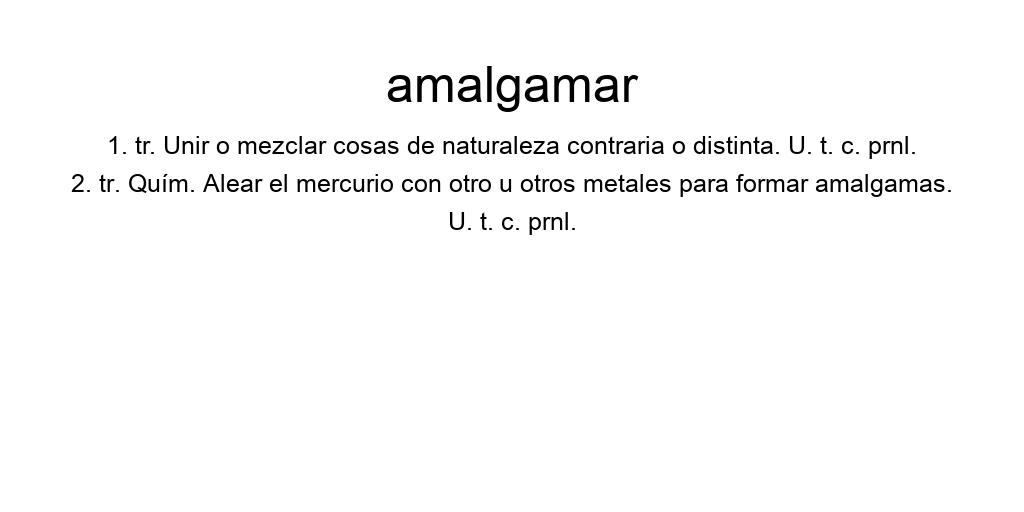 amalgamar
1. tr. Unir o mezclar cosas de naturaleza contraria o distinta. U. t. c. prnl.
2. tr. Quím. Alear el mercurio con otro u otros metales para formar amalgamas.
U. t. c. prnl.